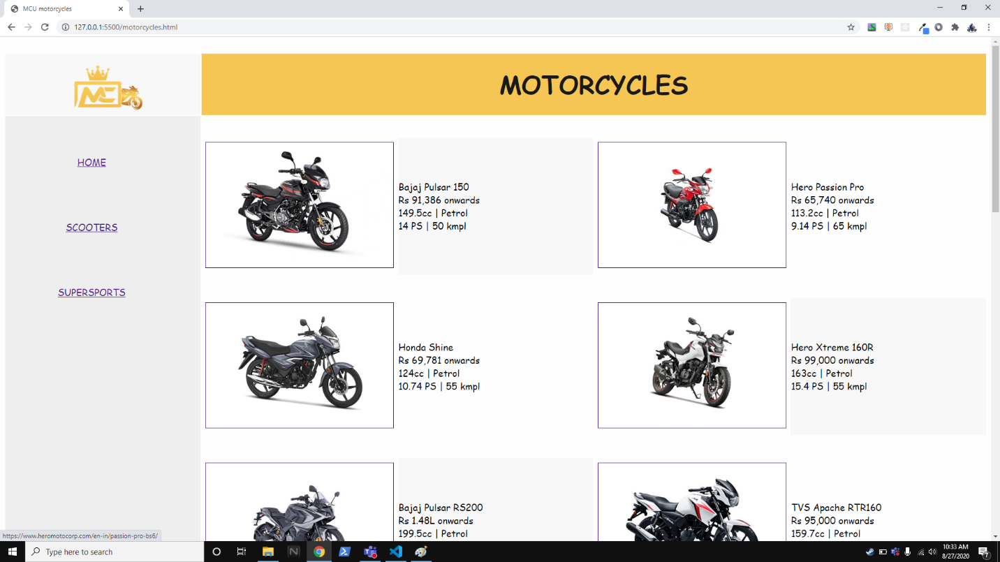 MCU motorcycles
127.0.0.1:5500/motorcycles.html
MC
MOTORCYCLES
HOME
SCOOTERS
SUPERSPORTS
Bajaj Pulsar 150
Rs 91,386 onwards
149.5cc | Petrol
14 PS | 50 kmpl
Hero Passion Pro
Rs 65,740 onwards
113.2cc | Petrol
9.14 PS | 65 kmpl
Honda Shine
Rs 69,781 onwards
124cc | Petrol
10.74 PS | 55 kmpl
Hero Xtreme 160R
Rs 99,000 onwards
163cc | Petrol
15.4 PS | 55 kmpl
Bajaj Pulsar RS200
Rs 1.48L onwards
199.5cc | Petrol
TVS Apache RTR160
Rs 95,000 onwards
159.7cc | Petrol
https://www.heromotocorp.com/en-in/passion-pro-bs6/
Type here to search
10:33 AM
8/27/2020
7